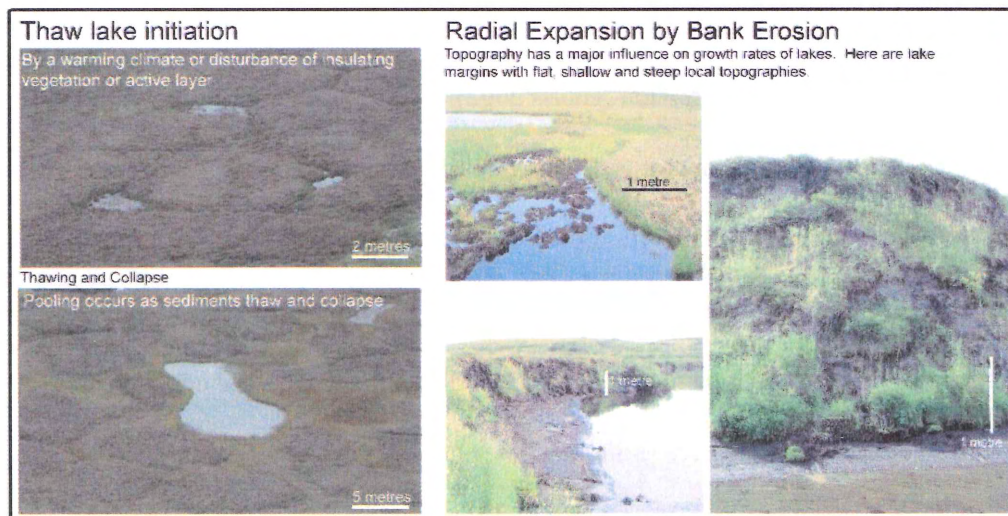 Thaw lake initiation
By a warming climate or disturbance of insulating
vegetation or active layer
2 metres
Thawing and Collapse
Pooling occurs as sediments thaw and collapse
5 metres
Radial Expansion by Bank Erosion
Topography has a major influence on growth rates of lakes. Here are lake
margins with flat, shallow and steep local topographies.
1 metre
1 metre
1 metre